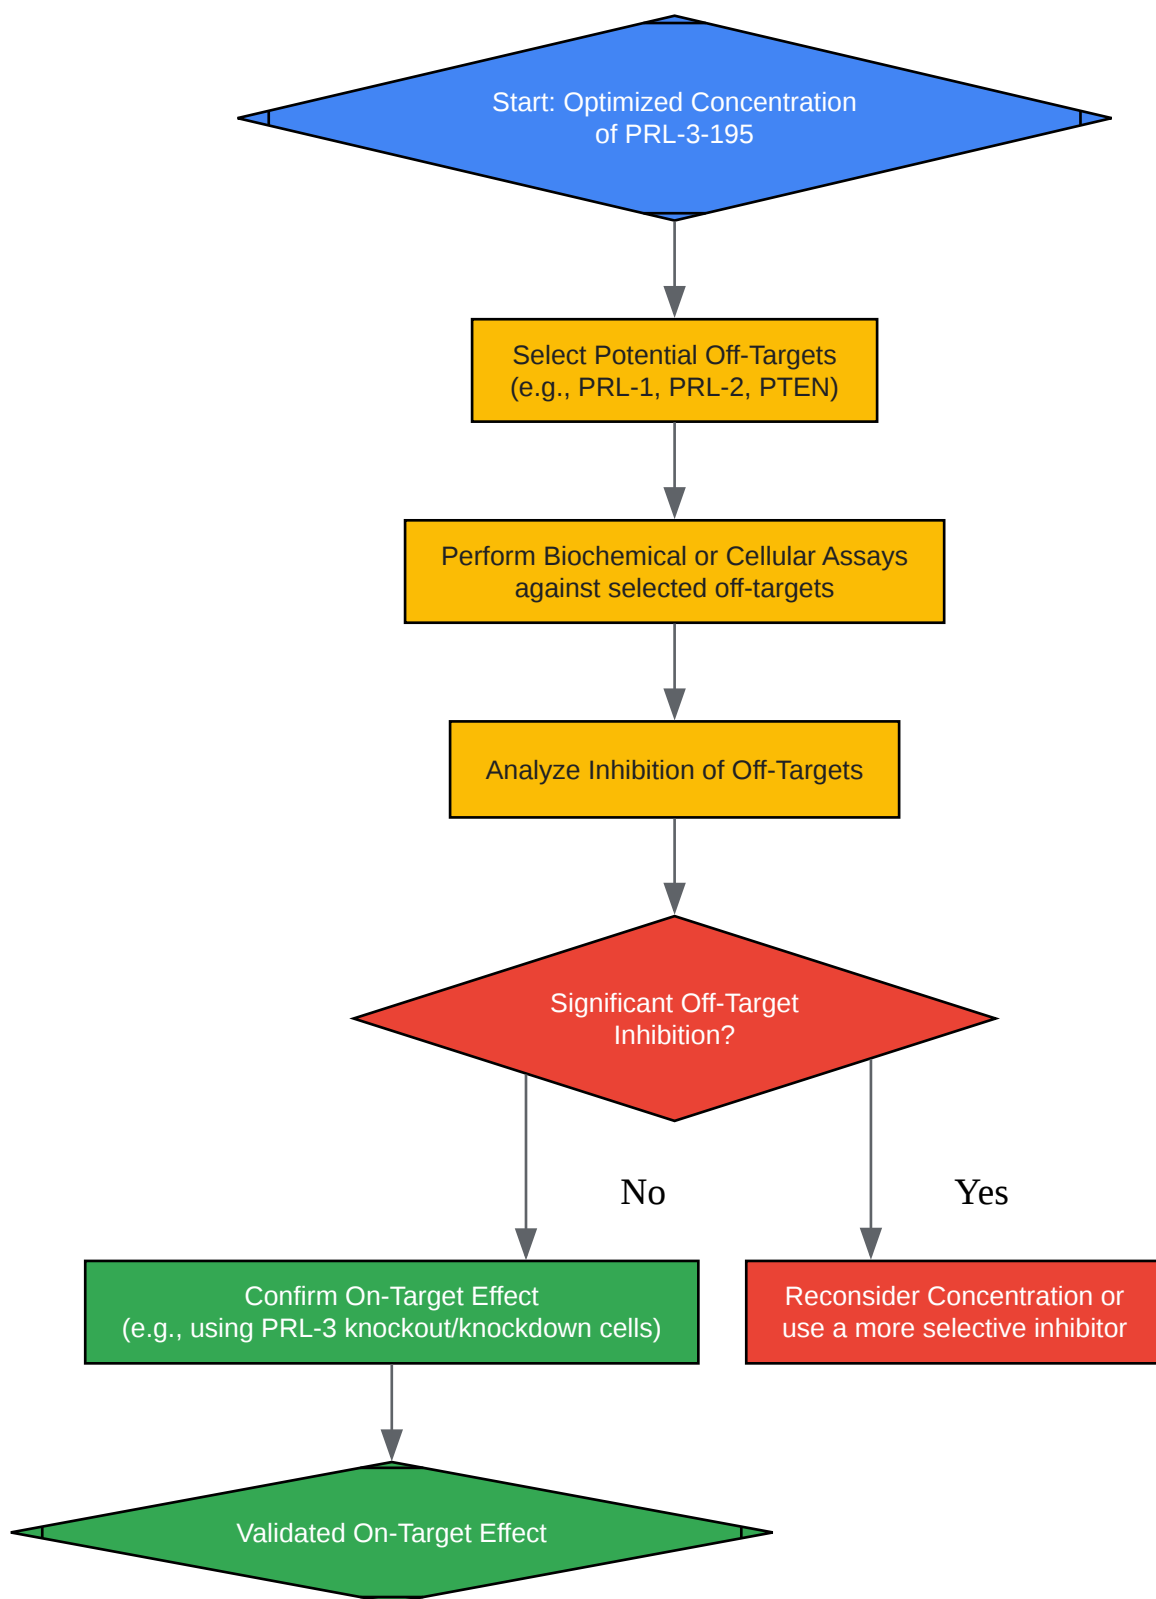 Start: Optimized Concentration
of PRL-3-195
Select Potential Off-Targets
(e.g., PRL-1, PRL-2, PTEN)
Perform Biochemical or Cellular Assays
against selected off-targets
Analyze Inhibition of Off-Targets
Significant Off-Target
Inhibition?
No
Yes
Confirm On-Target Effect
(e.g., using PRL-3 knockout/knockdown cells)
Reconsider Concentration or
use a more selective inhibitor
Validated On-Target Effect